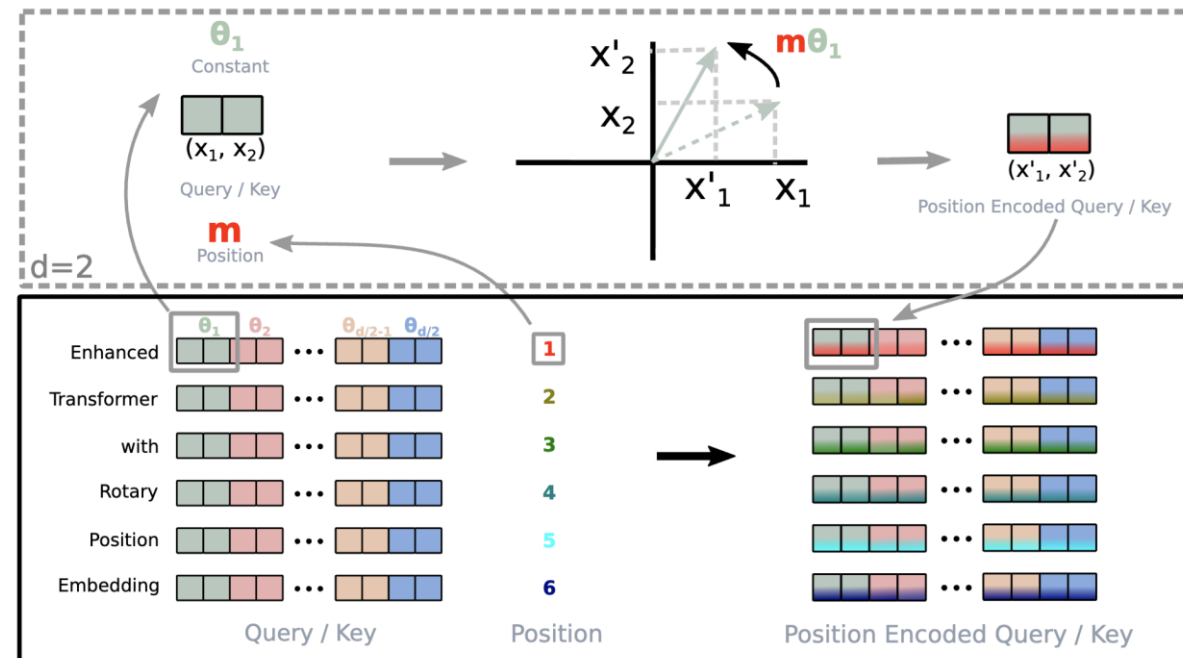 θ₁
Constant
(x₁, x₂)
Query / Key
m
Position
d=2
x'₂
x₂
x'₁
x₁
mθ₁
(x'₁, x'₂)
Position Encoded Query / Key
θ₁ θ₂ θd/2-1 θd/2
Enhanced ••• 1 •••
Transformer ••• 2 •••
with ••• 3 •••
Rotary ••• 4 •••
Position ••• 5 •••
Embedding ••• 6 •••
Query / Key Position Position Encoded Query / Key